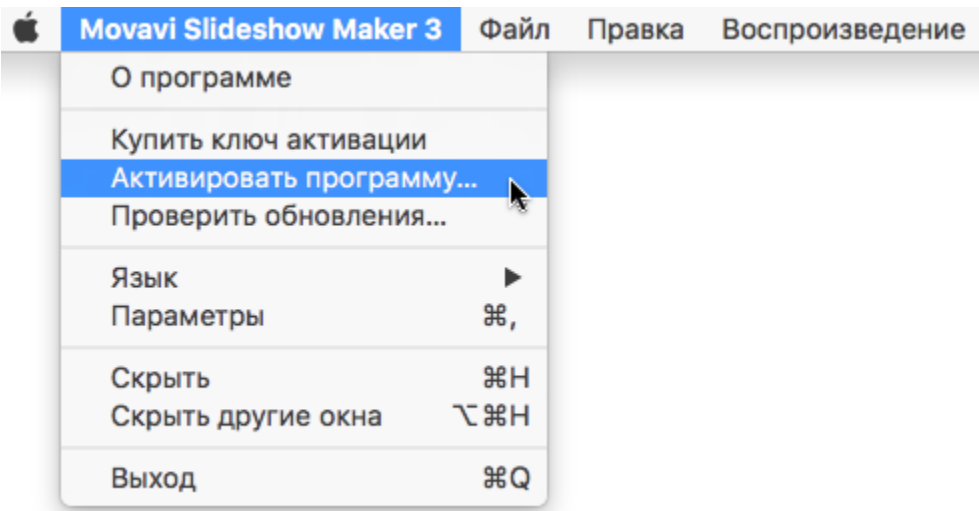 Movavi Slideshow Maker 3 Файл Правка Воспроизведение
О программе
Купить ключ активации
Активировать программу...
Проверить обновления...
Язык ▶
Параметры ⌘,
Скрыть ⌘H
Скрыть другие окна ⌥⌘H
Выход ⌘Q